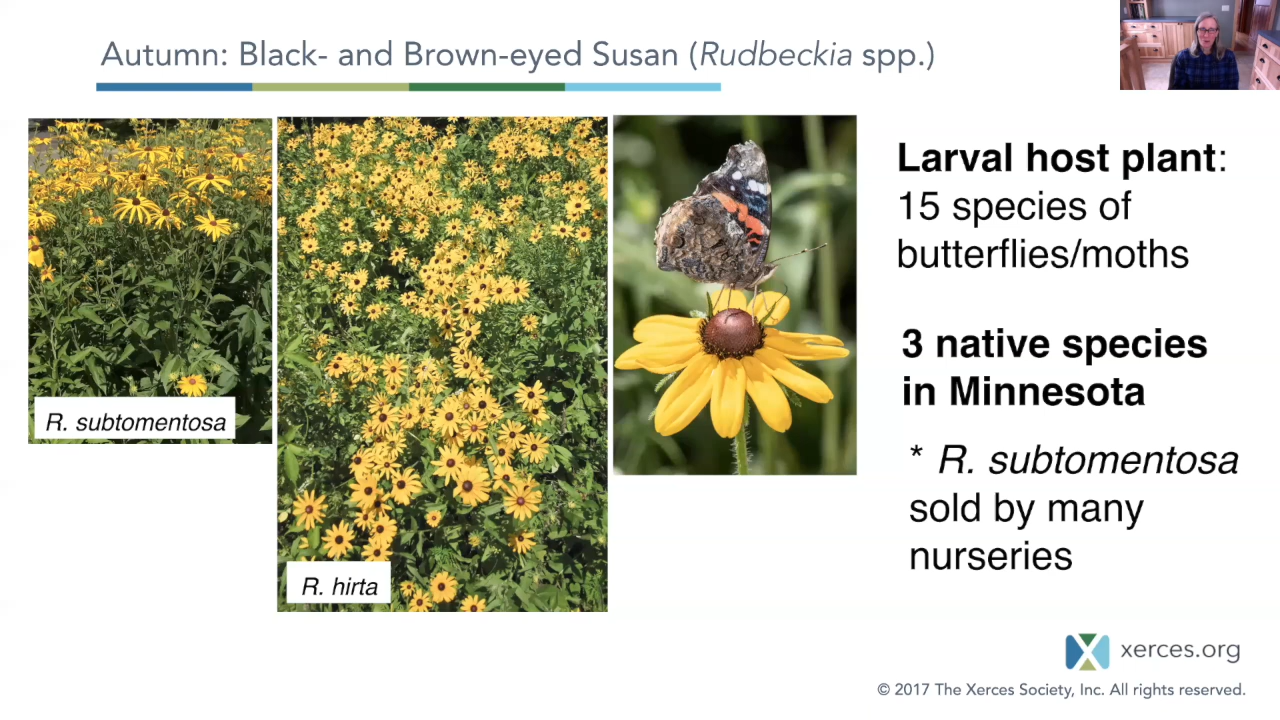 Autumn: Black- and Brown-eyed Susan (Rudbeckia spp.)
R. subtomentosa
R. hirta
Larval host plant:
15 species of
butterflies/moths
3 native species
in Minnesota
* R. subtomentosa
sold by many
nurseries
xerces.org
© 2017 The Xerces Society, Inc. All rights reserved.